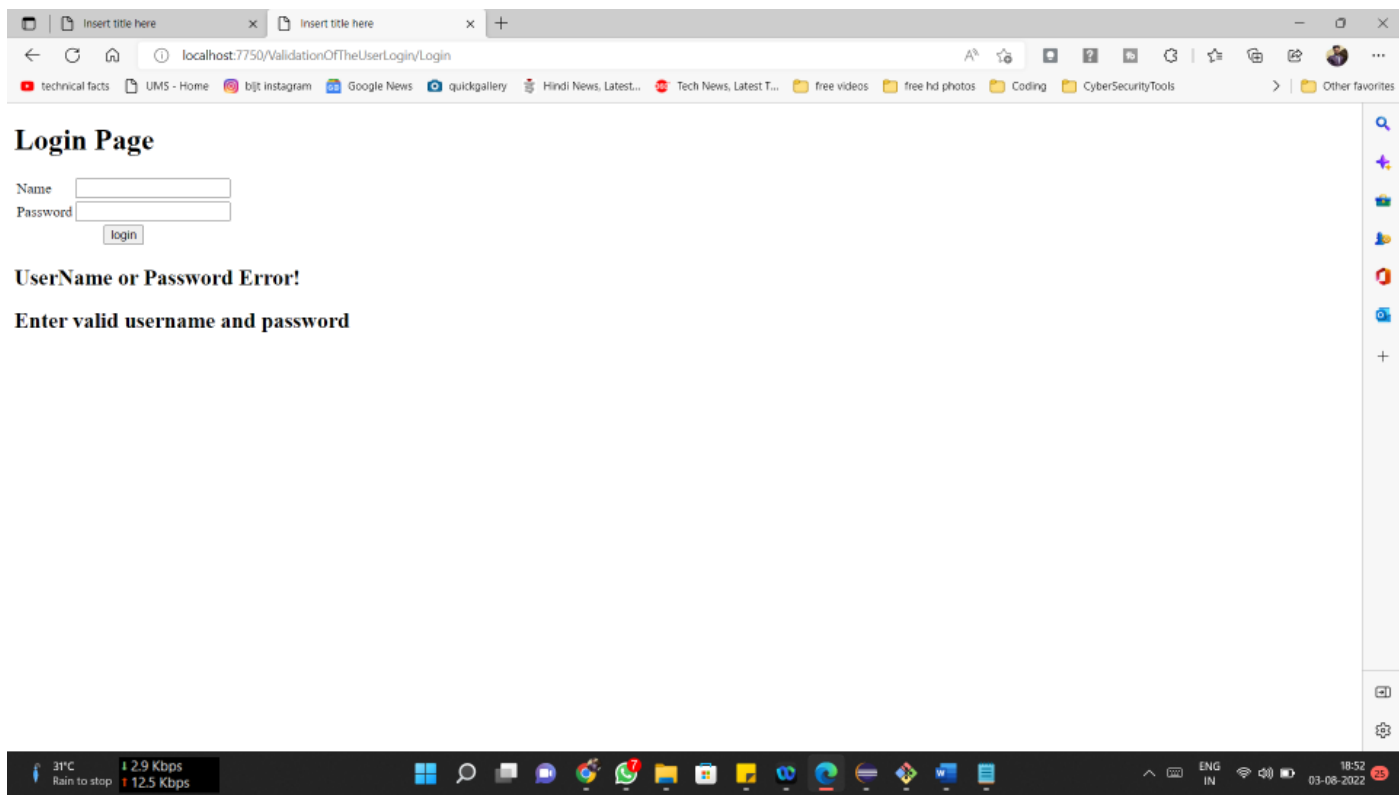 Insert title here
Insert title here
localhost:7750/ValidationOfTheUserLogin/Login
technical facts UMS - Home bljt instagram Google News quickgallery Hindi News, Latest... Tech News, Latest T... free videos free hd photos Coding CyberSecurityTools Other favorites
Login Page
Name
Password
login
UserName or Password Error!
Enter valid username and password
31°C
Rain to stop
2.9 Kbps
12.5 Kbps
7
ENG
IN
18:52
03-08-2022
25